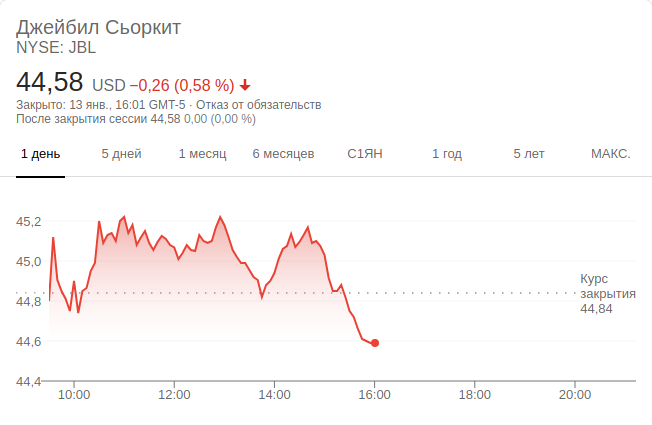 Джейбил Сьоркит
NYSE: JBL
44,58 USD −0,26 (0,58 %)
Закрыто: 13 янв., 16:01 GMT-5 · Отказ от обязательств
После закрытия сессии 44,58 0,00 (0,00 %)
1 день 5 дней 1 месяц 6 месяцев С1ЯН 1 год 5 лет МАКС.
45,2
45,0
44,8
44,6
44,4
Курс
закрытия
44,84
10:00 12:00 14:00 16:00 18:00 20:00